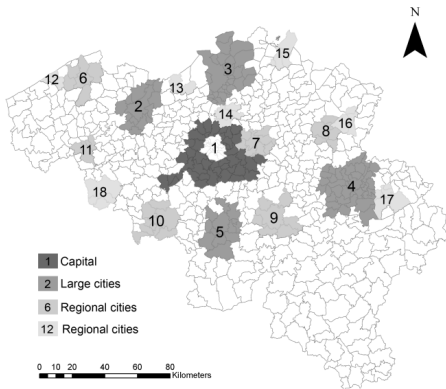 N
15
3
12
6
13
2
14
16
8
1
7
11
4
18
17
10
9
5
1 Capital
2 Large cities
6 Regional cities
12 Regional cities
0 5 10 20 40 60 80
Kilometers